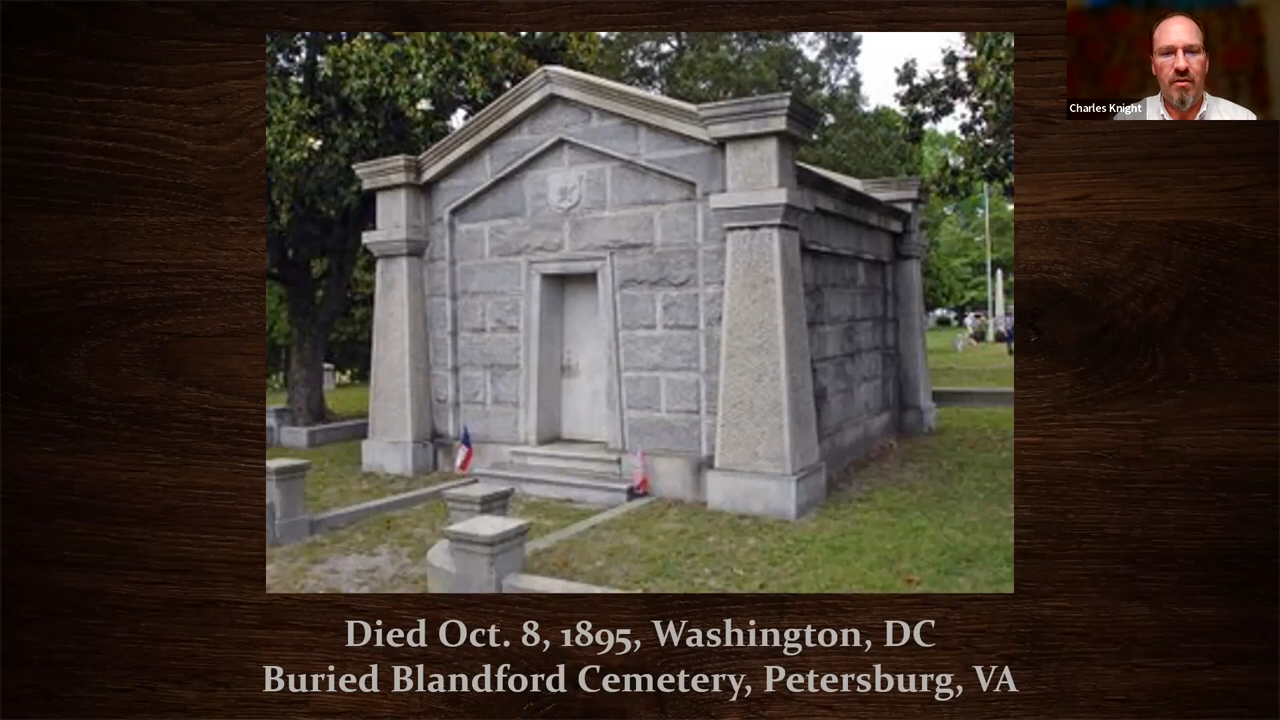 Charles Knight
Died Oct. 8, 1895, Washington, DC
Buried Blandford Cemetery, Petersburg, VA